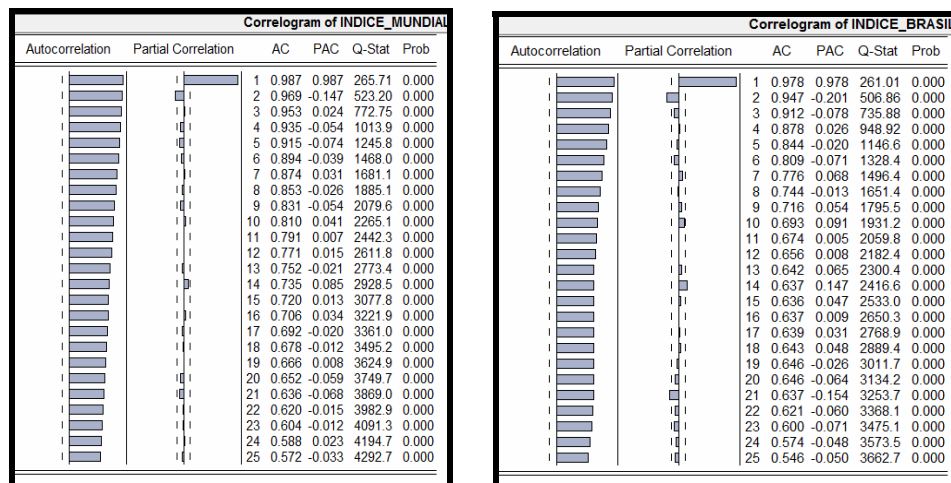 Correlogram of INDICE_MUNDIAL
Autocorrelation Partial Correlation AC PAC Q-Stat Prob
1 0.987 0.987 265.71 0.000
2 0.969 -0.147 523.20 0.000
3 0.953 0.024 772.75 0.000
4 0.935 -0.054 1013.9 0.000
5 0.915 -0.074 1245.8 0.000
6 0.894 -0.039 1468.0 0.000
7 0.874 0.031 1681.1 0.000
8 0.853 -0.026 1885.1 0.000
9 0.831 -0.054 2079.6 0.000
10 0.810 0.041 2265.1 0.000
11 0.791 0.007 2442.3 0.000
12 0.771 0.015 2611.8 0.000
13 0.752 -0.021 2773.4 0.000
14 0.735 0.085 2928.5 0.000
15 0.720 0.013 3077.8 0.000
16 0.706 0.034 3221.9 0.000
17 0.692 -0.020 3361.0 0.000
18 0.678 -0.012 3495.2 0.000
19 0.666 0.008 3624.9 0.000
20 0.652 -0.059 3749.7 0.000
21 0.636 -0.068 3869.0 0.000
22 0.620 -0.015 3982.9 0.000
23 0.604 -0.012 4091.3 0.000
24 0.588 0.023 4194.7 0.000
25 0.572 -0.033 4292.7 0.000
Correlogram of INDICE_BRASIL
Autocorrelation Partial Correlation AC PAC Q-Stat Prob
1 0.978 0.978 261.01 0.000
2 0.947 -0.201 506.86 0.000
3 0.912 -0.078 735.88 0.000
4 0.878 0.026 948.92 0.000
5 0.844 -0.020 1146.6 0.000
6 0.809 -0.071 1328.4 0.000
7 0.776 0.068 1496.4 0.000
8 0.744 -0.013 1651.4 0.000
9 0.716 0.054 1795.5 0.000
10 0.693 0.091 1931.2 0.000
11 0.674 0.005 2059.8 0.000
12 0.656 0.008 2182.4 0.000
13 0.642 0.065 2300.4 0.000
14 0.637 0.147 2416.6 0.000
15 0.636 0.047 2533.0 0.000
16 0.637 0.009 2650.3 0.000
17 0.639 0.031 2768.9 0.000
18 0.643 0.048 2889.4 0.000
19 0.646 -0.026 3011.7 0.000
20 0.646 -0.064 3134.2 0.000
21 0.637 -0.154 3253.7 0.000
22 0.621 -0.060 3368.1 0.000
23 0.600 -0.071 3475.1 0.000
24 0.574 -0.048 3573.5 0.000
25 0.546 -0.050 3662.7 0.000